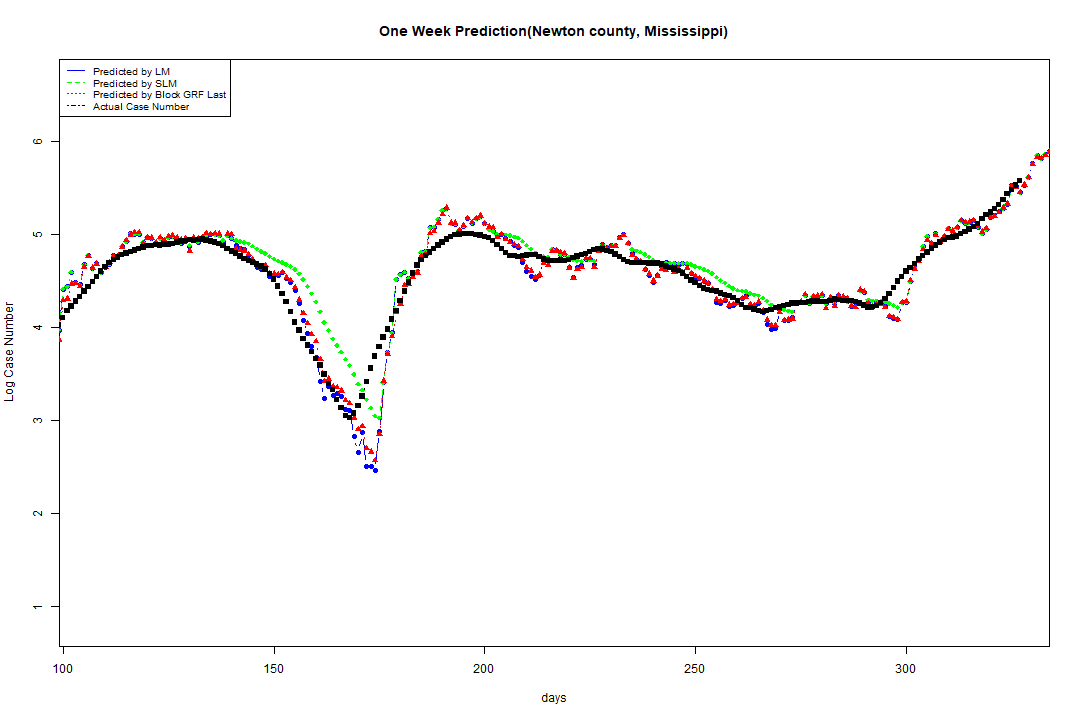 One Week Prediction(Newton county, Mississippi)
Predicted by LM
Predicted by SLM
Predicted by Block GRF Last
Actual Case Number
6
5
4
3
2
1
Log Case Number
100 150 200 250 300
days